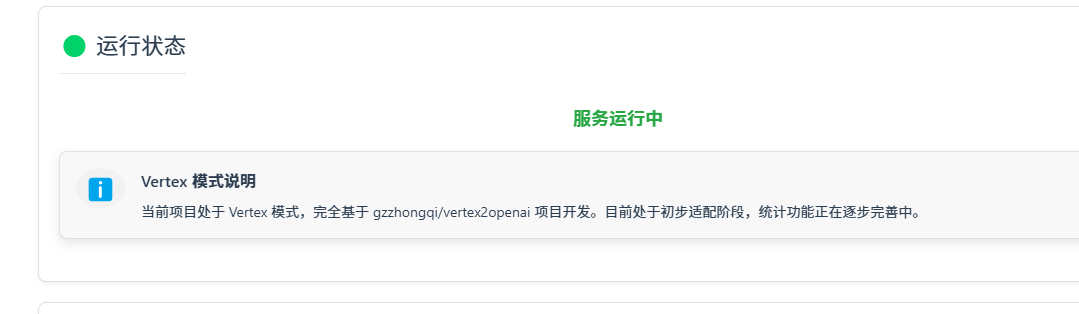 运行状态
服务运行中
Vertex 模式说明
当前项目处于 Vertex 模式，完全基于 gzzhongqi/vertex2openai 项目开发。目前处于初步适配阶段，统计功能正在逐步完善中。